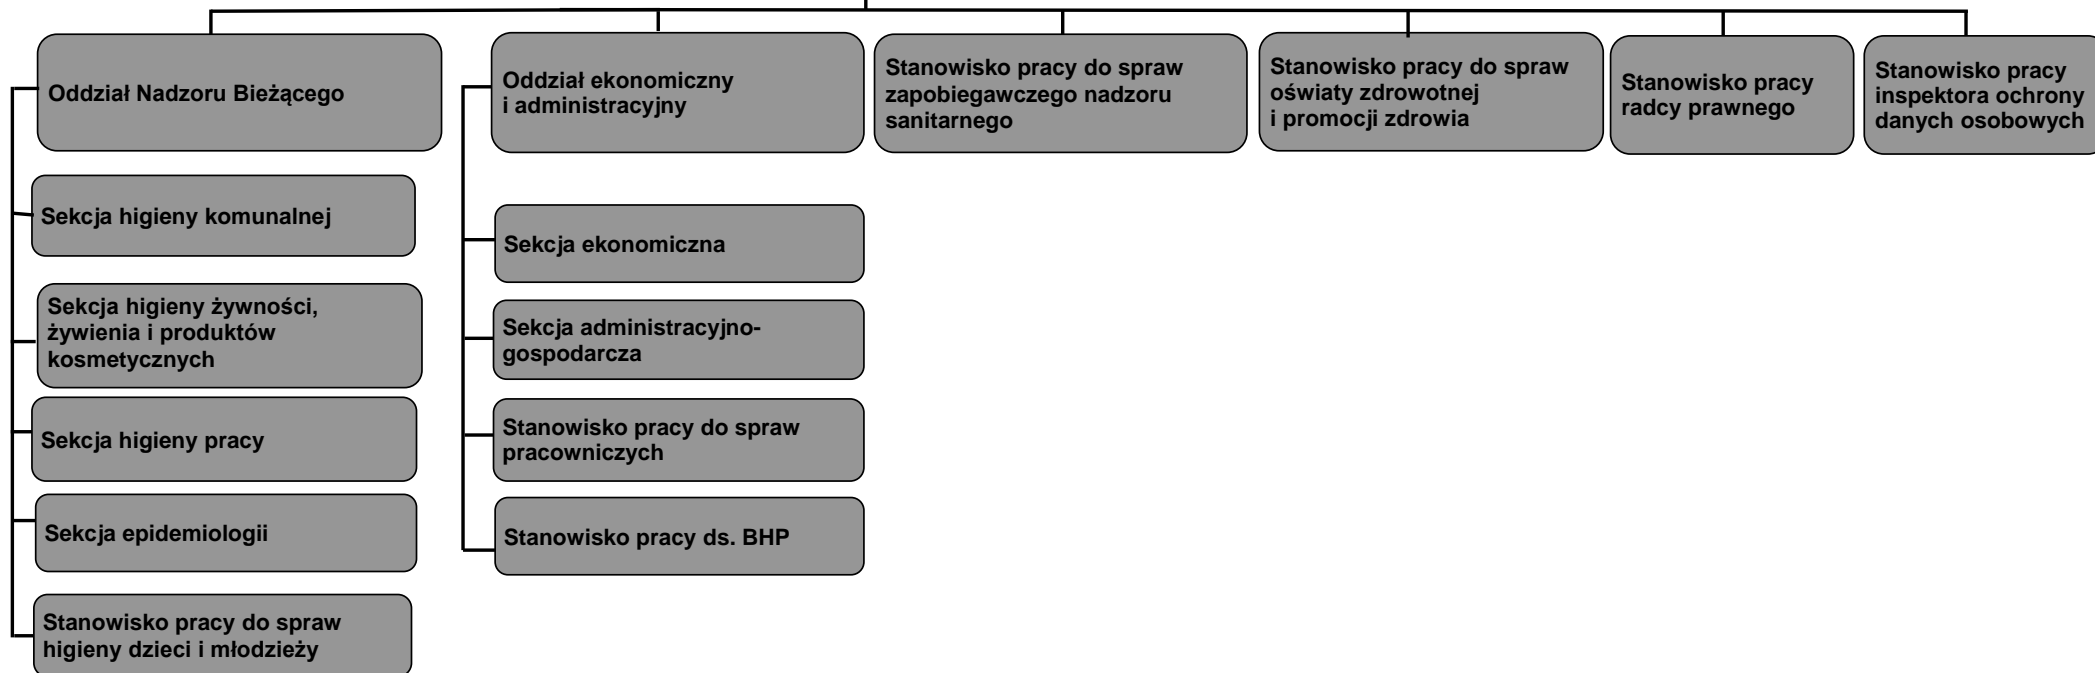 Oddział Nadzoru Bieżącego
Oddział ekonomiczny
i administracyjny
Stanowisko pracy do spraw
zapobiegawczego nadzoru
sanitarnego
Stanowisko pracy do spraw
oświaty zdrowotnej
i promocji zdrowia
Stanowisko pracy
radcy prawnego
Stanowisko pracy
inspektora ochrony
danych osobowych
Sekcja higieny komunalnej
Sekcja higieny żywności,
żywienia i produktów
kosmetycznych
Sekcja higieny pracy
Sekcja epidemiologii
Stanowisko pracy do spraw
higieny dzieci i młodzieży
Sekcja ekonomiczna
Sekcja administracyjno-
gospodarcza
Stanowisko pracy do spraw
pracowniczych
Stanowisko pracy ds. BHP